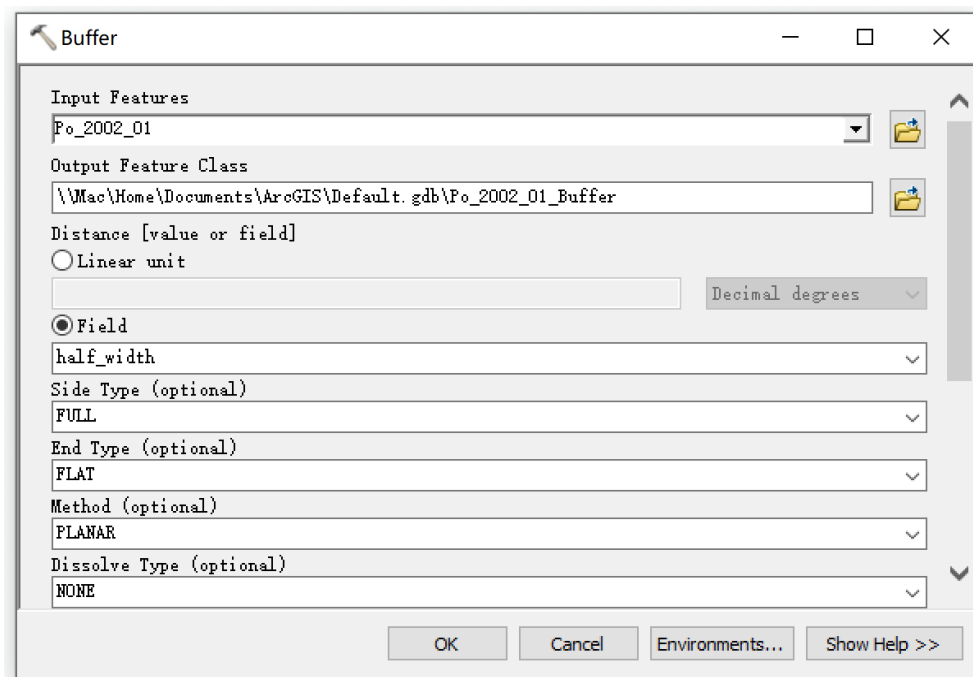 Buffer
Input Features
Po_2002_01
Output Feature Class
\\Mac\Home\Documents\ArcGIS\Default.gdb\Po_2002_01_Buffer
Distance [value or field]
Linear unit
Decimal degrees
Field
half_width
Side Type (optional)
FULL
End Type (optional)
FLAT
Method (optional)
PLANAR
Dissolve Type (optional)
NONE
OK Cancel Environments... Show Help >>